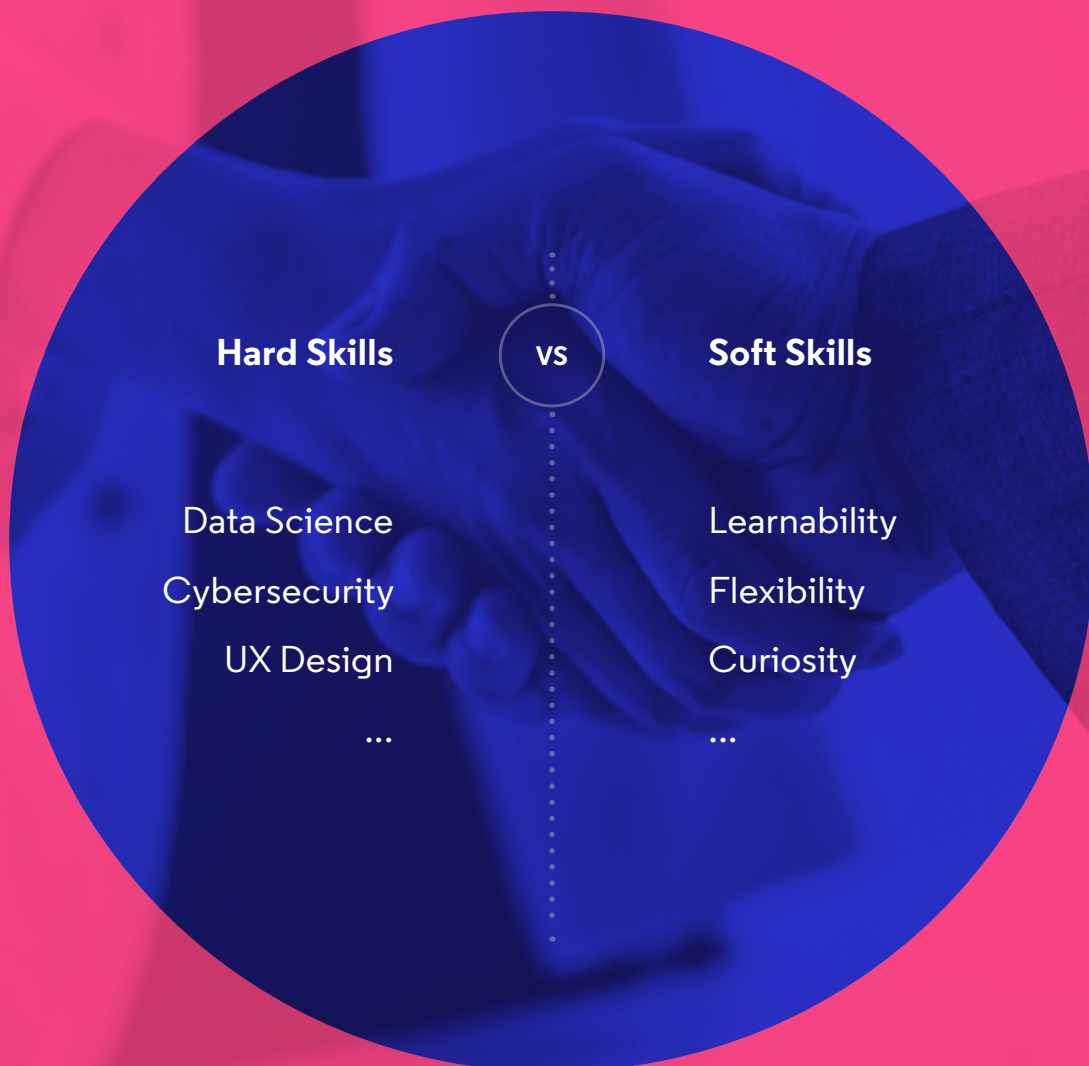 Hard Skills
vs
Soft Skills
Data Science
Cybersecurity
UX Design
...
Learnability
Flexibility
Curiosity
...